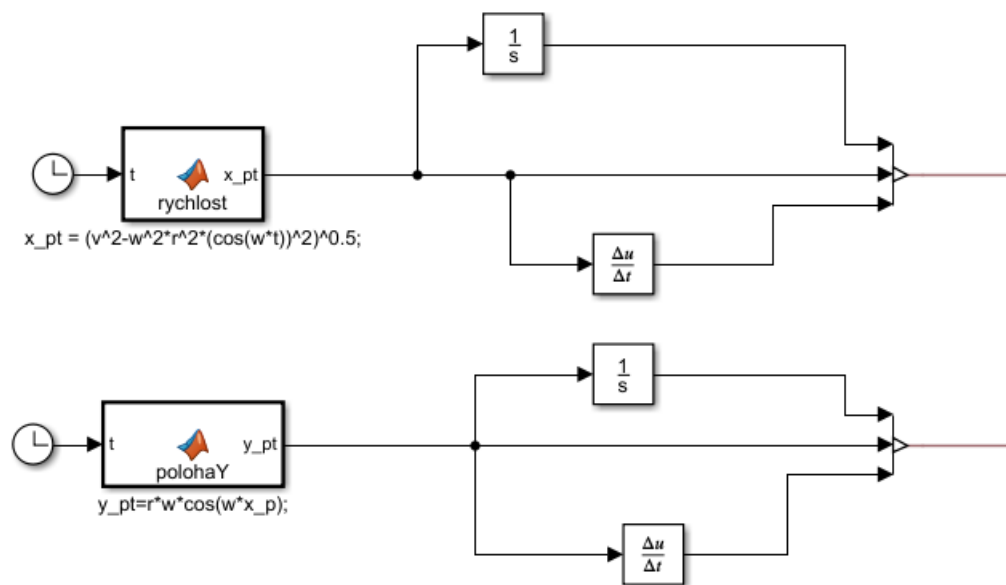 1
s
t
x_pt
rychlost
x_pt = (v^2-w^2*r^2*(cos(w*t))^2)^0.5;
Δu
Δt
1
s
t
y_pt
polohaY
y_pt=r*w*cos(w*x_p);
Δu
Δt